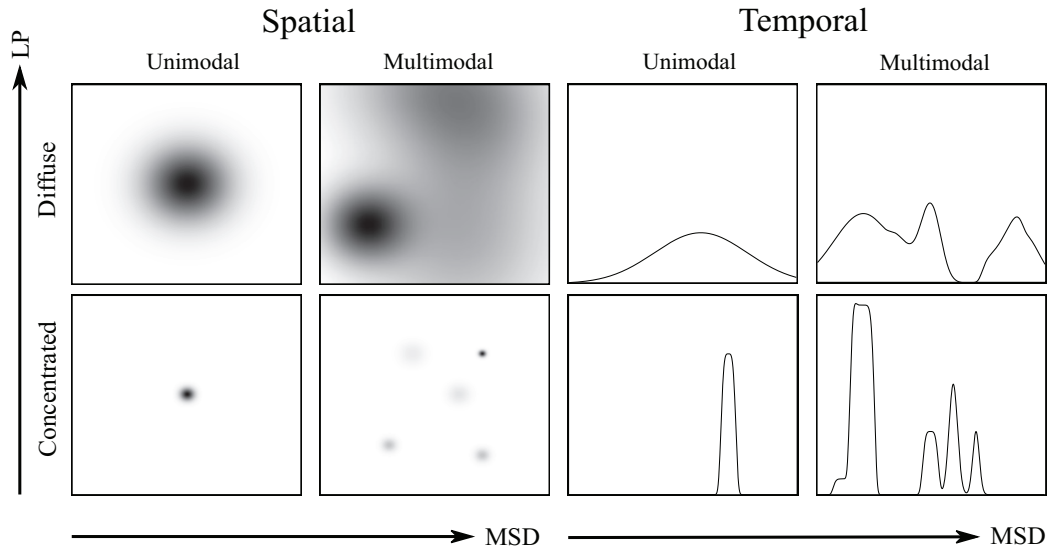 Spatial
Temporal
LP
Unimodal
Multimodal
Unimodal
Multimodal
Diffuse
Concentrated
MSD
MSD